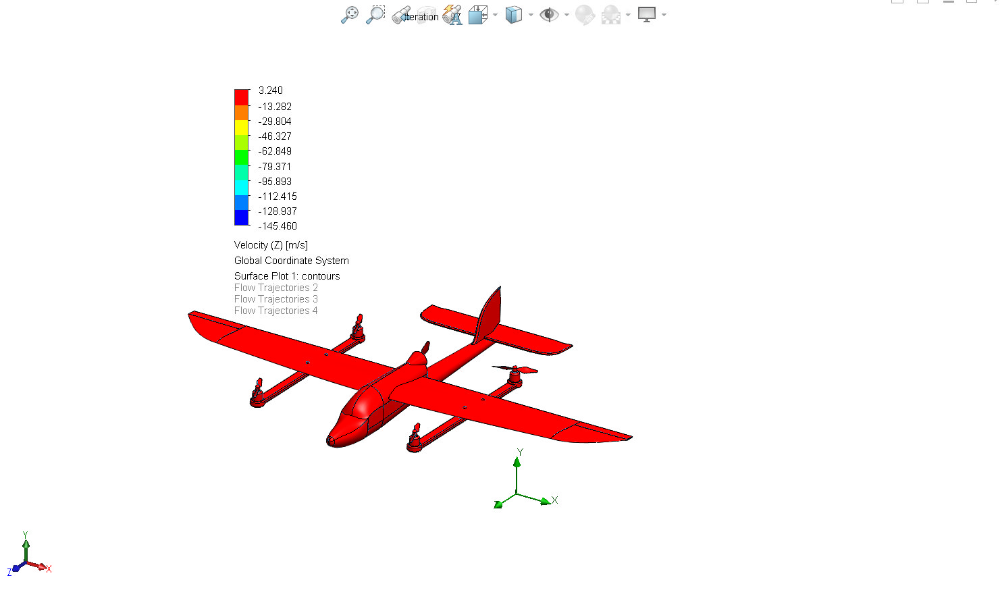 Iteration = 97
3.240
-13.282
-29.804
-46.327
-62.849
-79.371
-95.893
-112.415
-128.937
-145.460
Velocity (Z) [m/s]
Global Coordinate System
Surface Plot 1: contours
Flow Trajectories 2
Flow Trajectories 3
Flow Trajectories 4
Y
X
Z
Y
X
Z